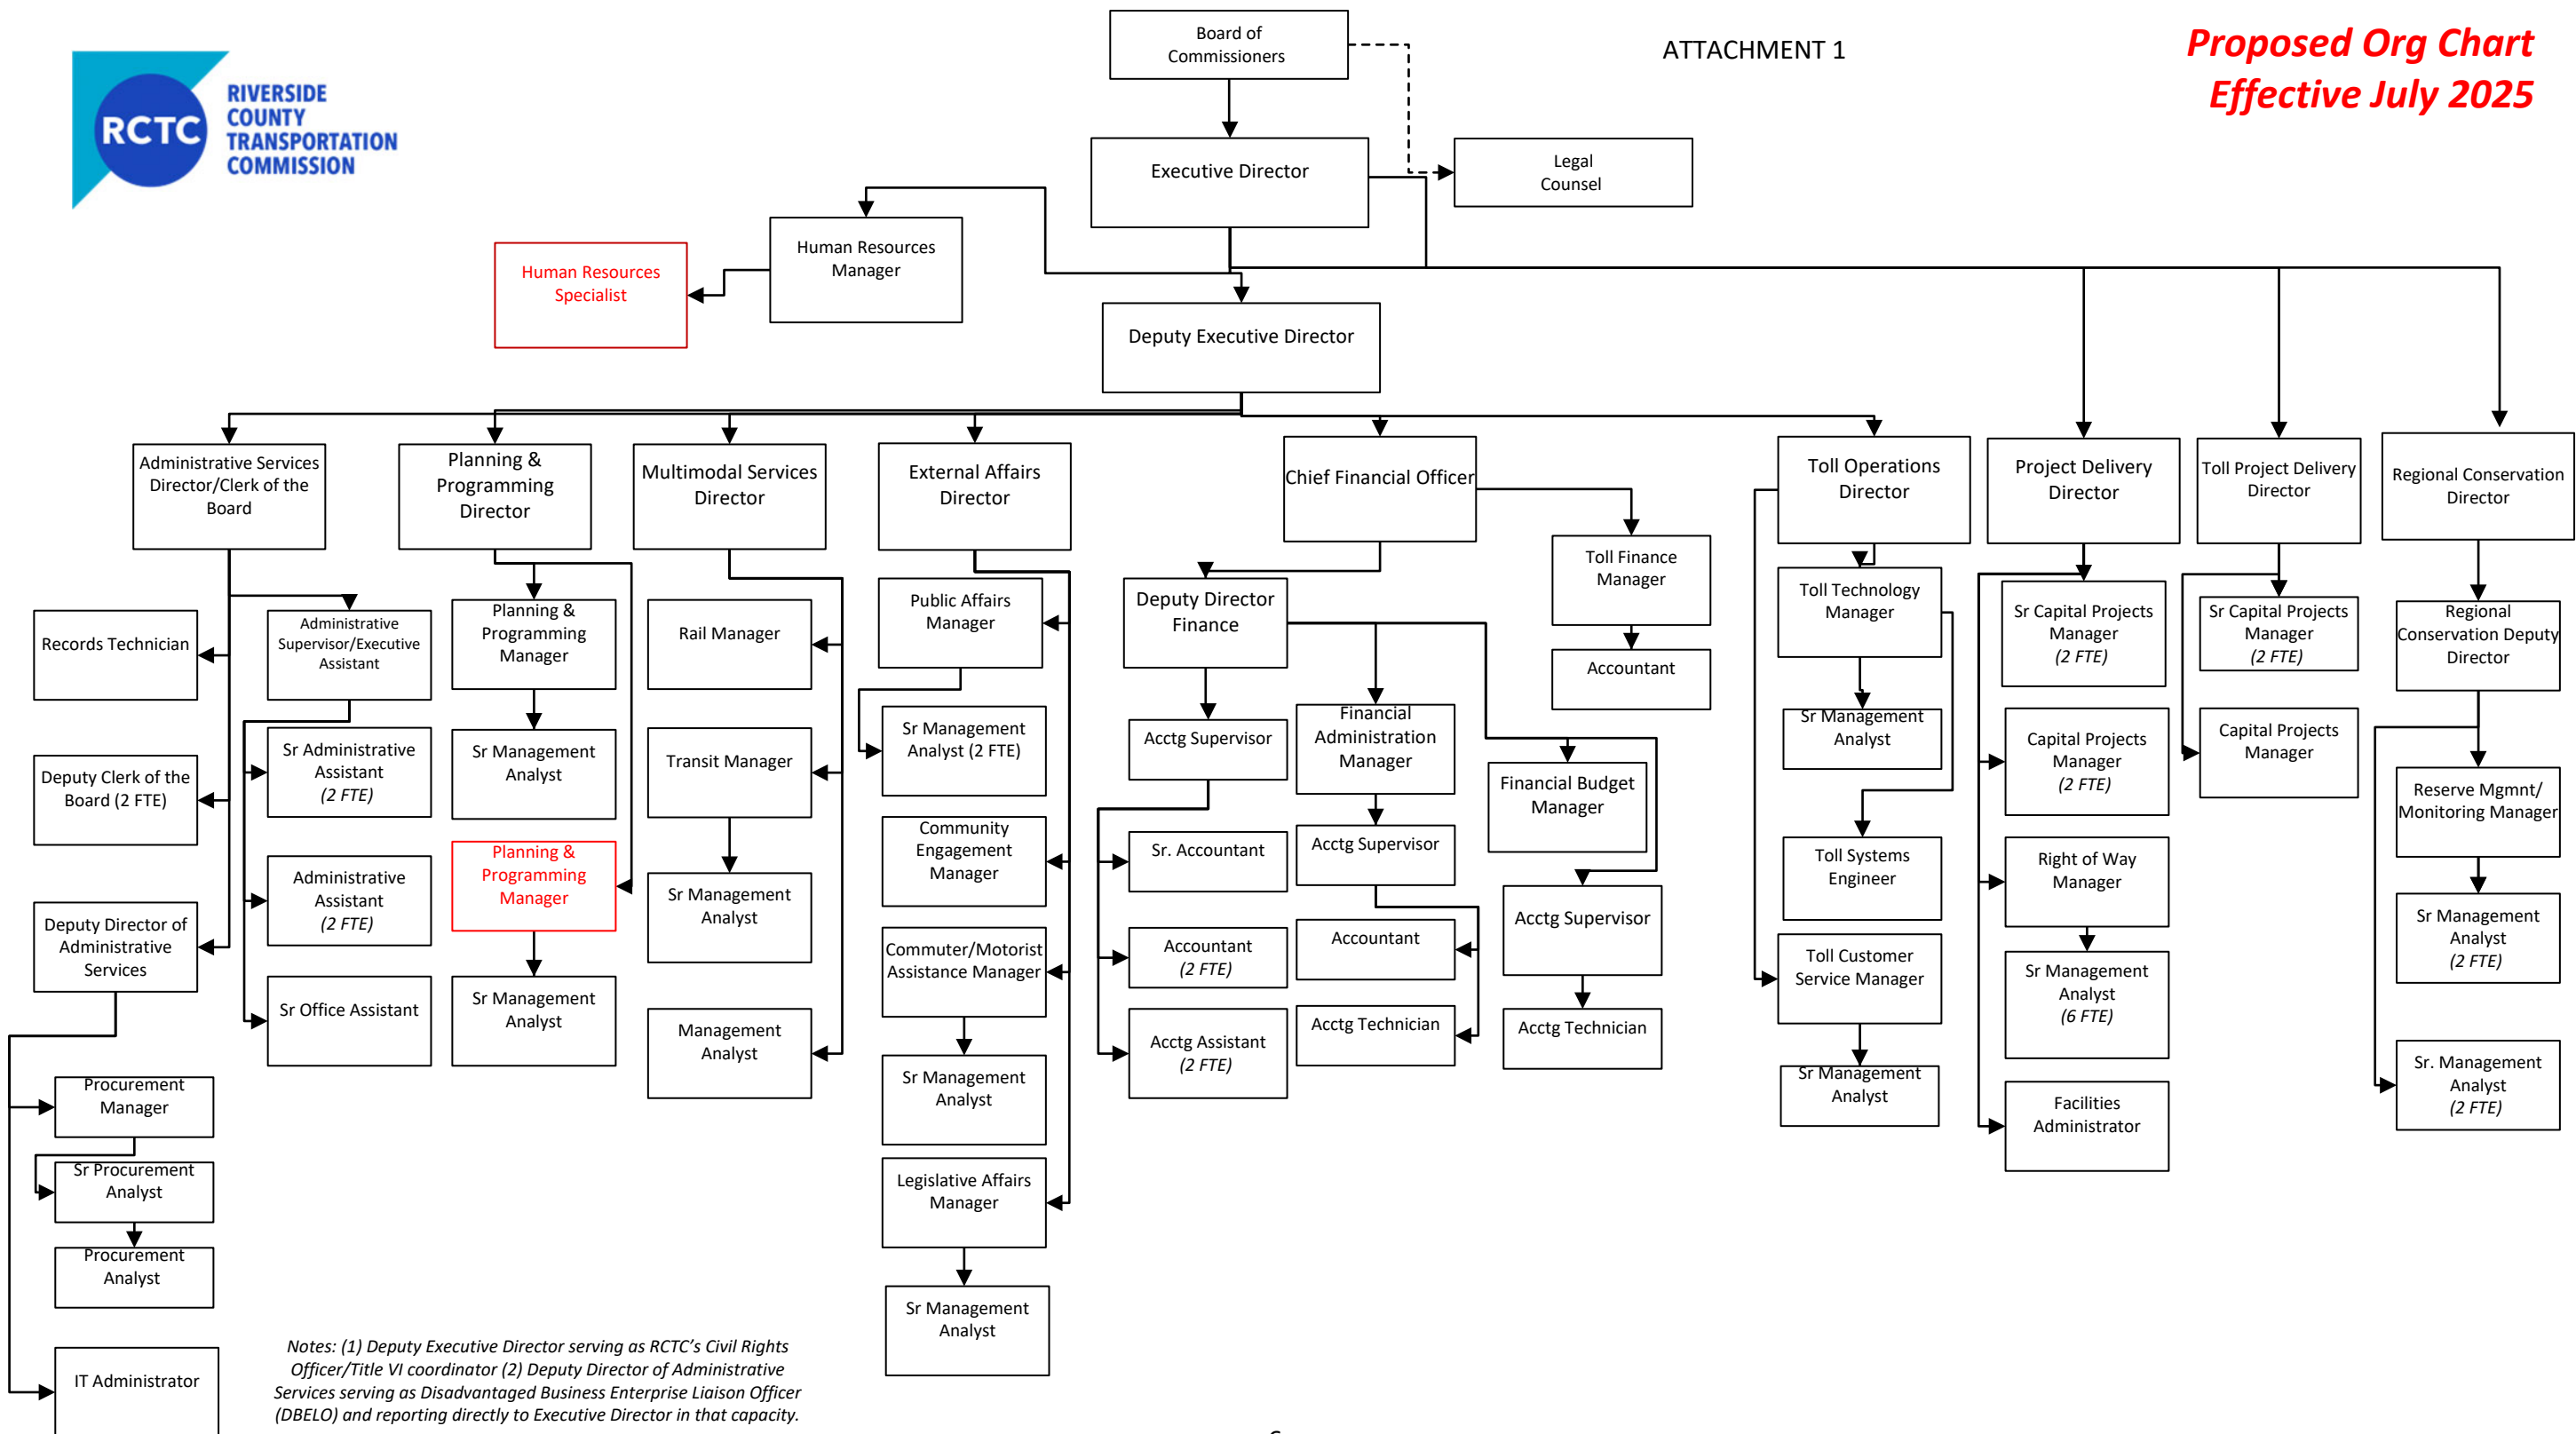 Board of
Commissioners
ATTACHMENT 1
Proposed Org Chart
Effective July 2025
RCTC
RIVERSIDE
COUNTY
TRANSPORTATION
COMMISSION
Executive Director
Legal
Counsel
Human Resources
Manager
Human Resources
Specialist
Deputy Executive Director
Administrative Services
Director/Clerk of the
Board
Planning &
Programming
Director
Multimodal Services
Director
External Affairs
Director
Chief Financial Officer
Toll Operations
Director
Project Delivery
Director
Toll Project Delivery
Director
Regional Conservation
Director
Records Technician
Deputy Clerk of the
Board (2 FTE)
Deputy Director of
Administrative
Services
Procurement
Manager
Sr Procurement
Analyst
Procurement
Analyst
IT Administrator
Administrative
Supervisor/Executive
Assistant
Sr Administrative
Assistant
(2 FTE)
Administrative
Assistant
(2 FTE)
Sr Office Assistant
Planning &
Programming
Manager
Sr Management
Analyst
Planning &
Programming
Manager
Sr Management
Analyst
Rail Manager
Transit Manager
Sr Management
Analyst
Management
Analyst
Public Affairs
Manager
Sr Management
Analyst (2 FTE)
Community
Engagement
Manager
Commuter/Motorist
Assistance Manager
Sr Management
Analyst
Legislative Affairs
Manager
Sr Management
Analyst
Deputy Director
Finance
Acctg Supervisor
Sr. Accountant
Accountant
(2 FTE)
Acctg Assistant
(2 FTE)
Financial
Administration
Manager
Acctg Supervisor
Accountant
Acctg Technician
Financial Budget
Manager
Acctg Supervisor
Acctg Technician
Toll Finance
Manager
Accountant
Toll Technology
Manager
Sr Management
Analyst
Toll Systems
Engineer
Toll Customer
Service Manager
Sr Management
Analyst
Sr Capital Projects
Manager
(2 FTE)
Capital Projects
Manager
(2 FTE)
Right of Way
Manager
Sr Management
Analyst
(6 FTE)
Facilities
Administrator
Sr Capital Projects
Manager
(2 FTE)
Capital Projects
Manager
Regional
Conservation Deputy
Director
Reserve Mgmnt/
Monitoring Manager
Sr Management
Analyst
(2 FTE)
Sr. Management
Analyst
(2 FTE)
Notes: (1) Deputy Executive Director serving as RCTC’s Civil Rights
Officer/Title VI coordinator (2) Deputy Director of Administrative
Services serving as Disadvantaged Business Enterprise Liaison Officer
(DBELO) and reporting directly to Executive Director in that capacity.